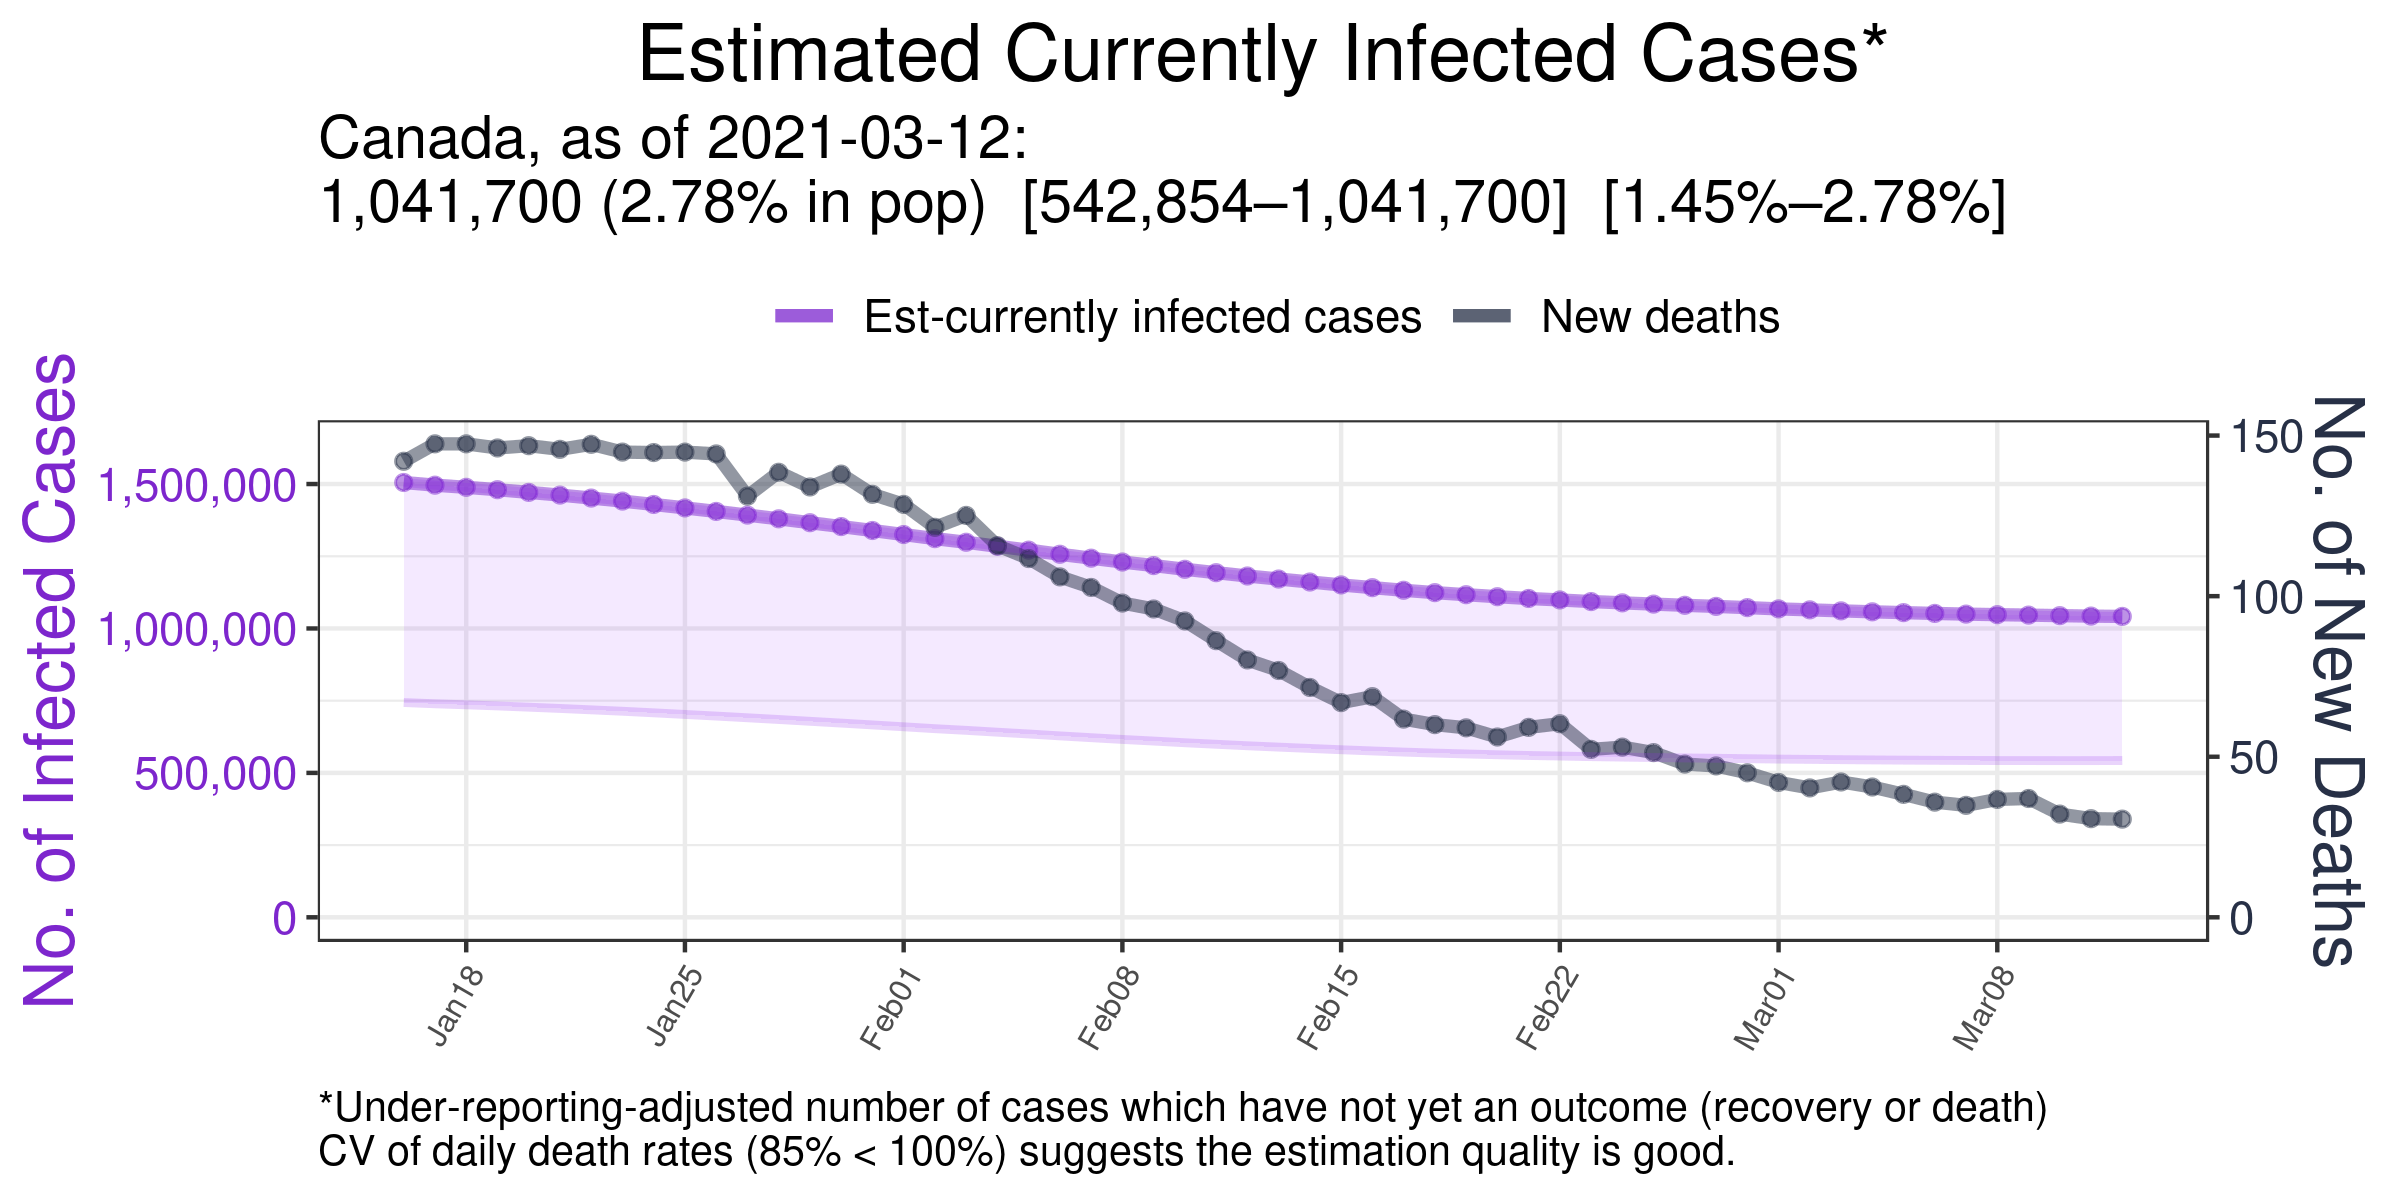 Estimated Currently Infected Cases*
Canada, as of 2021-03-12:
1,041,700 (2.78% in pop)  [542,854–1,041,700]  [1.45%–2.78%]
Est-currently infected cases
New deaths
No. of Infected Cases
1,500,000
1,000,000
500,000
0
150
100
50
0
No. of New Deaths
Jan18
Jan25
Feb01
Feb08
Feb15
Feb22
Mar01
Mar08
*Under-reporting-adjusted number of cases which have not yet an outcome (recovery or death)
CV of daily death rates (85% < 100%) suggests the estimation quality is good.